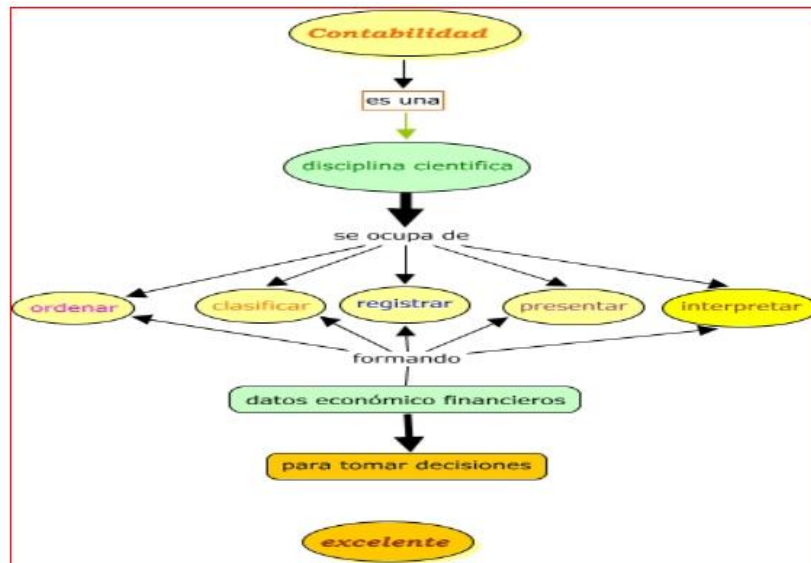 Contabilidad
es una
disciplina cientifica
se ocupa de
ordenar
clasificar
registrar
presentar
interpretar
formando
datos económico financieros
para tomar decisiones
excelente